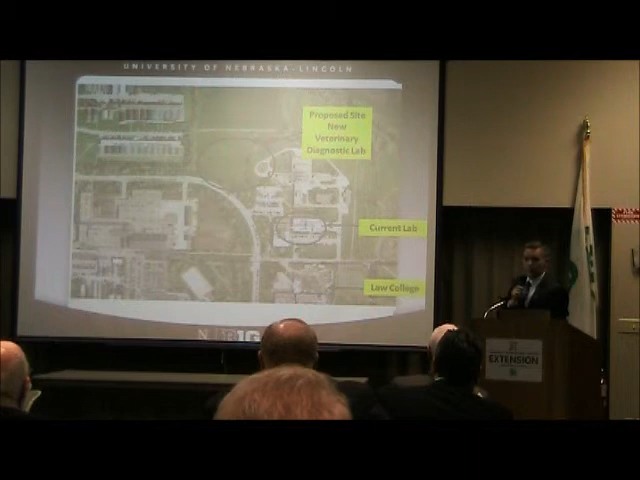 UNIVERSITY OF NEBRASKA-LINCOLN
Proposed Site
New
Veterinary
Diagnostic Lab
Current Lab
Law College
EXTENSION